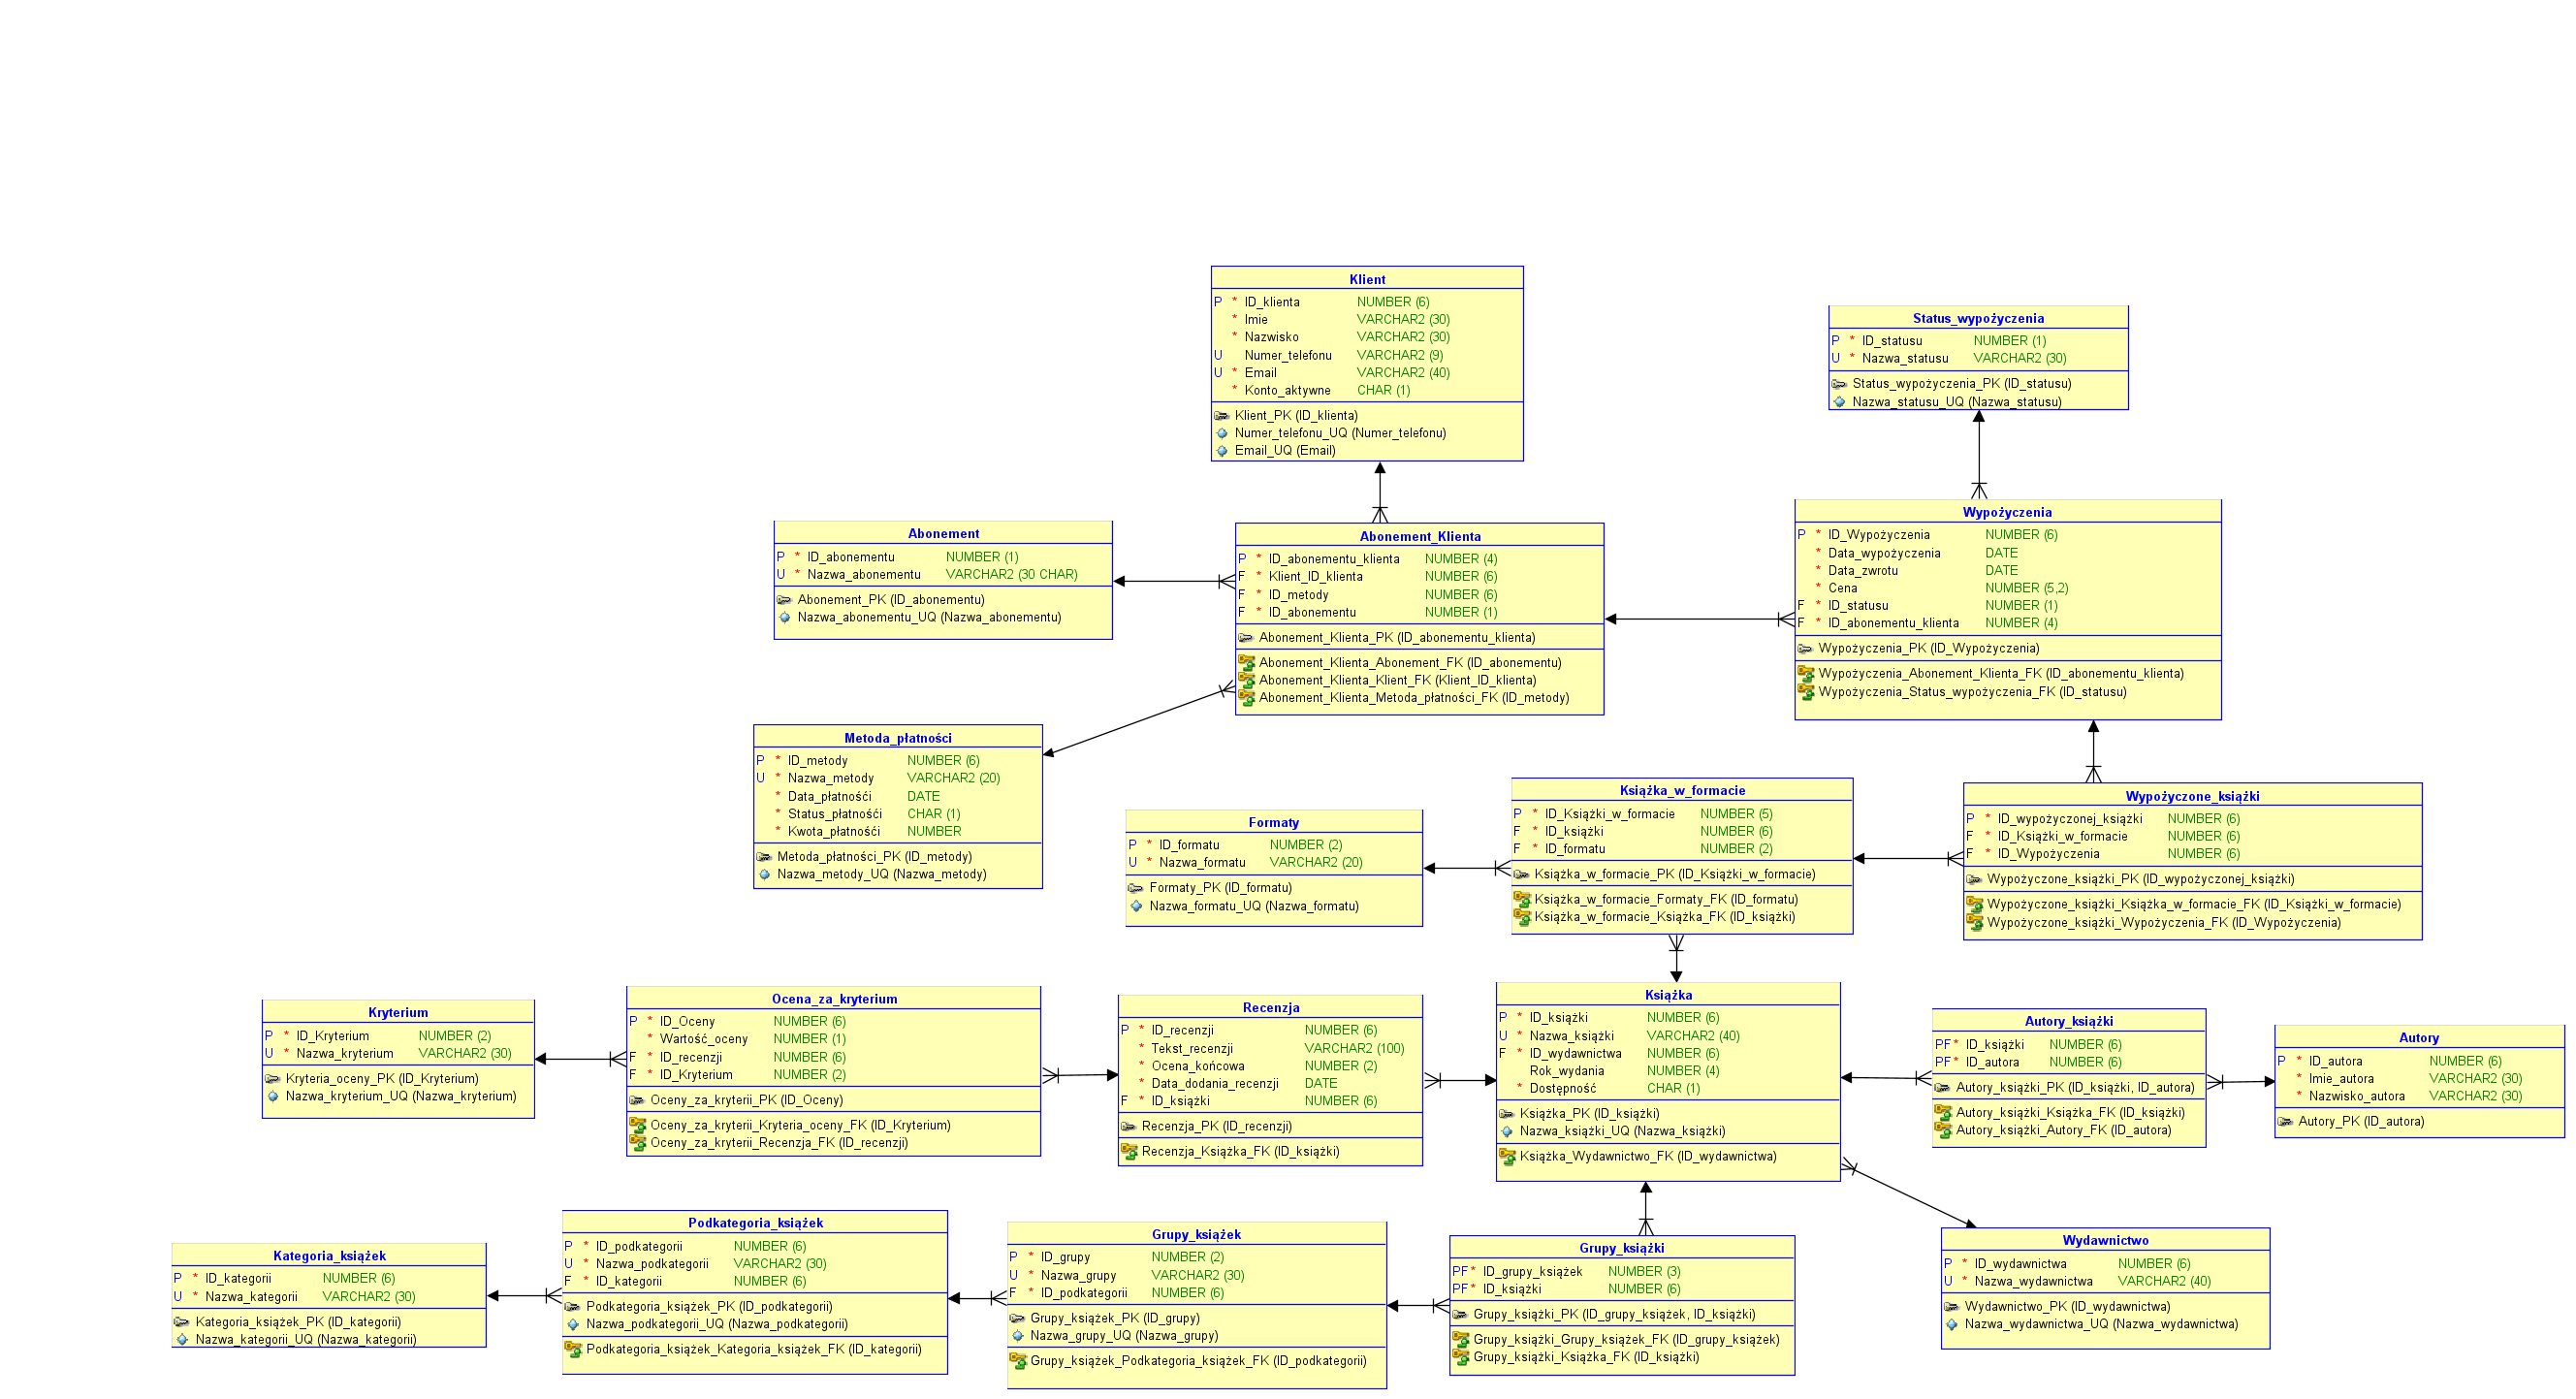 Klient
P * ID_klienta NUMBER (6)
* Imie VARCHAR2 (30)
* Nazwisko VARCHAR2 (30)
U Numer_telefonu VARCHAR2 (9)
U * Email VARCHAR2 (40)
* Konto_aktywne CHAR (1)
Klient_PK (ID_klienta)
Numer_telefonu_UQ (Numer_telefonu)
Email_UQ (Email)
Status_wypożyczenia
P * ID_statusu NUMBER (1)
U * Nazwa_statusu VARCHAR2 (30)
Status_wypożyczenia_PK (ID_statusu)
Nazwa_statusu_UQ (Nazwa_statusu)
Abonement
P * ID_abonementu NUMBER (1)
U * Nazwa_abonementu VARCHAR2 (30 CHAR)
Abonement_PK (ID_abonementu)
Nazwa_abonementu_UQ (Nazwa_abonementu)
Abonement_Klienta
P * ID_abonementu_klienta NUMBER (4)
F * Klient_ID_klienta NUMBER (6)
F * ID_metody NUMBER (6)
F * ID_abonementu NUMBER (1)
Abonement_Klienta_PK (ID_abonementu_klienta)
Abonement_Klienta_Abonement_FK (ID_abonementu)
Abonement_Klienta_Klient_FK (Klient_ID_klienta)
Abonement_Klienta_Metoda_płatności_FK (ID_metody)
Wypożyczenia
P * ID_Wypożyczenia NUMBER (6)
* Data_wypożyczenia DATE
* Data_zwrotu DATE
* Cena NUMBER (5,2)
F * ID_statusu NUMBER (1)
F * ID_abonementu_klienta NUMBER (4)
Wypożyczenia_PK (ID_Wypożyczenia)
Wypożyczenia_Abonement_Klienta_FK (ID_abonementu_klienta)
Wypożyczenia_Status_wypożyczenia_FK (ID_statusu)
Metoda_płatności
P * ID_metody NUMBER (6)
U * Nazwa_metody VARCHAR2 (20)
* Data_płatnośći DATE
* Status_płatnośći CHAR (1)
* Kwota_płatnośći NUMBER
Metoda_płatności_PK (ID_metody)
Nazwa_metody_UQ (Nazwa_metody)
Formaty
P * ID_formatu NUMBER (2)
U * Nazwa_formatu VARCHAR2 (20)
Formaty_PK (ID_formatu)
Nazwa_formatu_UQ (Nazwa_formatu)
Książka_w_formacie
P * ID_Książki_w_formacie NUMBER (5)
F * ID_książki NUMBER (6)
F * ID_formatu NUMBER (2)
Książka_w_formacie_PK (ID_Książki_w_formacie)
Książka_w_formacie_Formaty_FK (ID_formatu)
Książka_w_formacie_Książka_FK (ID_książki)
Wypożyczone_książki
P * ID_wypożyczonej_książki NUMBER (6)
F * ID_Książki_w_formacie NUMBER (6)
F * ID_Wypożyczenia NUMBER (6)
Wypożyczone_książki_PK (ID_wypożyczonej_książki)
Wypożyczone_książki_Książka_w_formacie_FK (ID_Książki_w_formacie)
Wypożyczone_książki_Wypożyczenia_FK (ID_Wypożyczenia)
Kryterium
P * ID_Kryterium NUMBER (2)
U * Nazwa_kryterium VARCHAR2 (30)
Kryteria_oceny_PK (ID_Kryterium)
Nazwa_kryterium_UQ (Nazwa_kryterium)
Ocena_za_kryterium
P * ID_Oceny NUMBER (6)
* Wartość_oceny NUMBER (1)
F * ID_recenzji NUMBER (6)
F * ID_Kryterium NUMBER (2)
Oceny_za_kryterii_PK (ID_Oceny)
Oceny_za_kryterii_Kryteria_oceny_FK (ID_Kryterium)
Oceny_za_kryterii_Recenzja_FK (ID_recenzji)
Recenzja
P * ID_recenzji NUMBER (6)
* Tekst_recenzji VARCHAR2 (100)
* Ocena_końcowa NUMBER (2)
* Data_dodania_recenzji DATE
F * ID_książki NUMBER (6)
Recenzja_PK (ID_recenzji)
Recenzja_Książka_FK (ID_książki)
Książka
P * ID_książki NUMBER (6)
U * Nazwa_książki VARCHAR2 (40)
F * ID_wydawnictwa NUMBER (6)
Rok_wydania NUMBER (4)
* Dostępność CHAR (1)
Książka_PK (ID_książki)
Nazwa_książki_UQ (Nazwa_książki)
Książka_Wydawnictwo_FK (ID_wydawnictwa)
Autory_książki
PF* ID_książki NUMBER (6)
PF* ID_autora NUMBER (6)
Autory_książki_PK (ID_książki, ID_autora)
Autory_książki_Książka_FK (ID_książki)
Autory_książki_Autory_FK (ID_autora)
Autory
P * ID_autora NUMBER (6)
* Imie_autora VARCHAR2 (30)
* Nazwisko_autora VARCHAR2 (30)
Autory_PK (ID_autora)
Kategoria_książek
P * ID_kategorii NUMBER (6)
U * Nazwa_kategorii VARCHAR2 (30)
Kategoria_książek_PK (ID_kategorii)
Nazwa_kategorii_UQ (Nazwa_kategorii)
Podkategoria_książek
P * ID_podkategorii NUMBER (6)
U * Nazwa_podkategorii VARCHAR2 (30)
F * ID_kategorii NUMBER (6)
Podkategoria_książek_PK (ID_podkategorii)
Nazwa_podkategorii_UQ (Nazwa_podkategorii)
Podkategoria_książek_Kategoria_książek_FK (ID_kategorii)
Grupy_książek
P * ID_grupy NUMBER (2)
U * Nazwa_grupy VARCHAR2 (30)
F * ID_podkategorii NUMBER (6)
Grupy_książek_PK (ID_grupy)
Nazwa_grupy_UQ (Nazwa_grupy)
Grupy_książek_Podkategoria_książek_FK (ID_podkategorii)
Grupy_książki
PF* ID_grupy_książek NUMBER (3)
PF* ID_książki NUMBER (6)
Grupy_książki_PK (ID_grupy_książek, ID_książki)
Grupy_książki_Grupy_książek_FK (ID_grupy_książek)
Grupy_książki_Książka_FK (ID_książki)
Wydawnictwo
P * ID_wydawnictwa NUMBER (6)
U * Nazwa_wydawnictwa VARCHAR2 (40)
Wydawnictwo_PK (ID_wydawnictwa)
Nazwa_wydawnictwa_UQ (Nazwa_wydawnictwa)